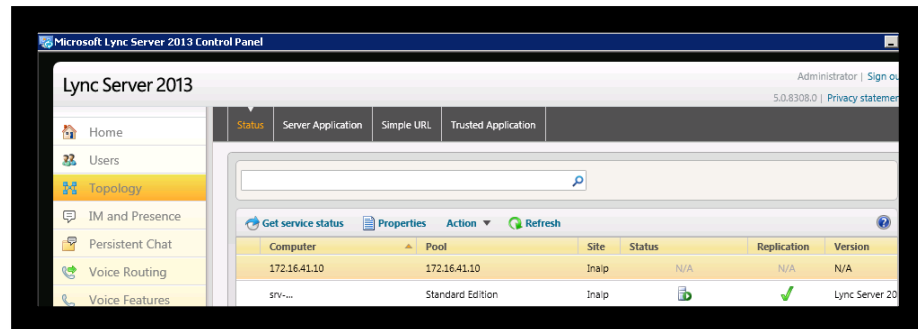 Microsoft Lync Server 2013 Control Panel
Lync Server 2013
Administrator | Sign ou
5.0.8308.0 | Privacy statemen
Home
Users
Topology
IM and Presence
Persistent Chat
Voice Routing
Voice Features
Status Server Application Simple URL Trusted Application
Get service status Properties Action Refresh
Computer Pool Site Status Replication Version
172.16.41.10 172.16.41.10 Inalp N/A N/A N/A
srv-... Standard Edition Inalp Lync Server 20